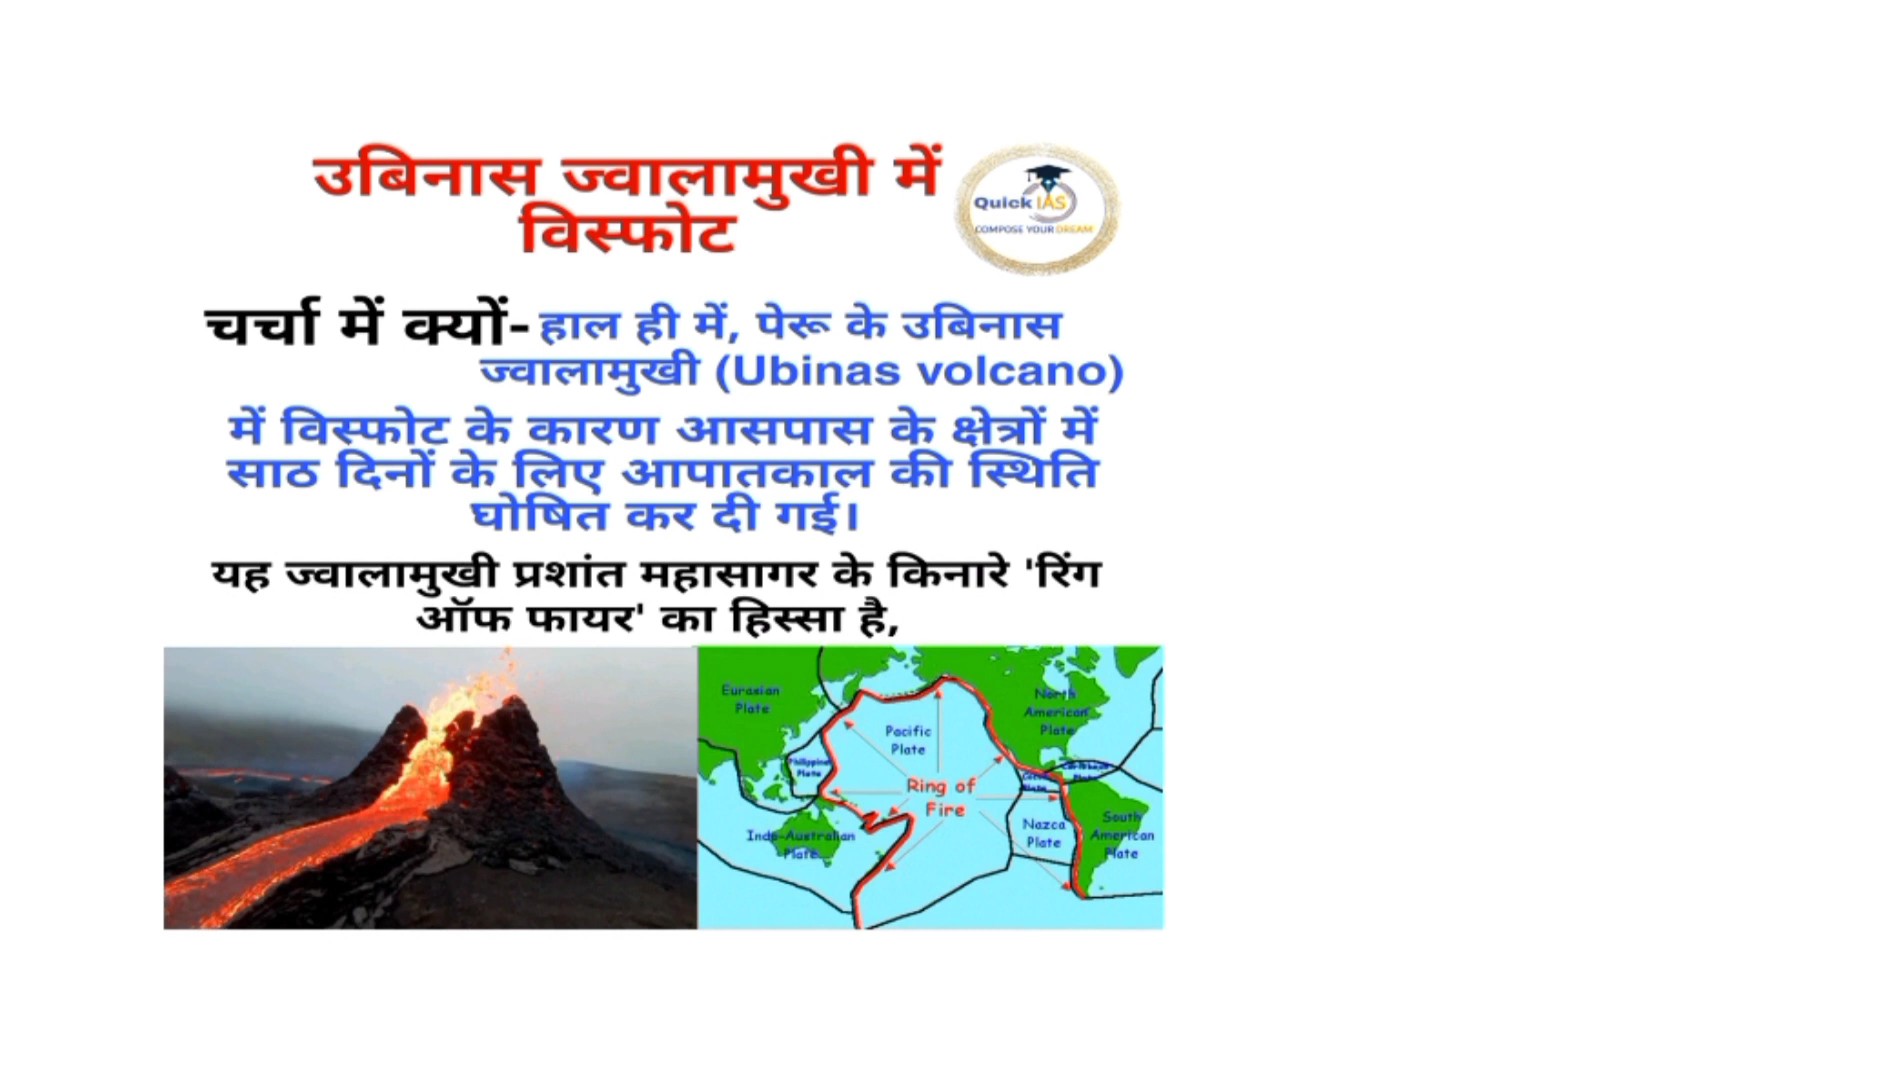 उबिनास ज्वालामुखी में
विस्फोट
Quick IAS
COMPOSE YOUR DREAM
चर्चा में क्यों- हाल ही में, पेरू के उबिनास
ज्वालामुखी (Ubinas volcano)
में विस्फोट के कारण आसपास के क्षेत्रों में
साठ दिनों के लिए आपातकाल की स्थिति
घोषित कर दी गई।
यह ज्वालामुखी प्रशांत महासागर के किनारे 'रिंग
ऑफ फायर' का हिस्सा है,
Eurasian
Plate
North
American
Plate
Pacific
Plate
Philippine
Plate
Ring of
Fire
Indo-Australian
Plate
Nazca
Plate
South
American
Plate